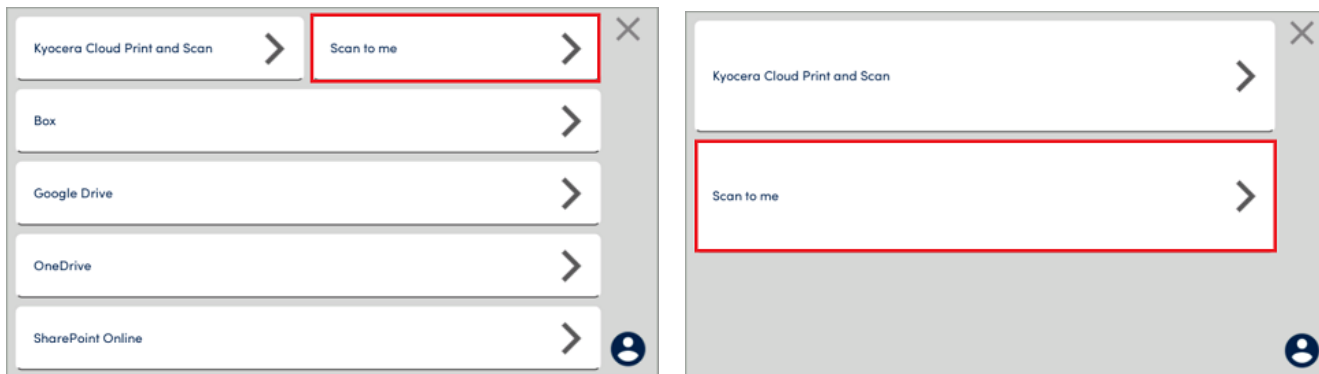 Kyocera Cloud Print and Scan
Scan to me
Box
Google Drive
OneDrive
SharePoint Online
Kyocera Cloud Print and Scan
Scan to me